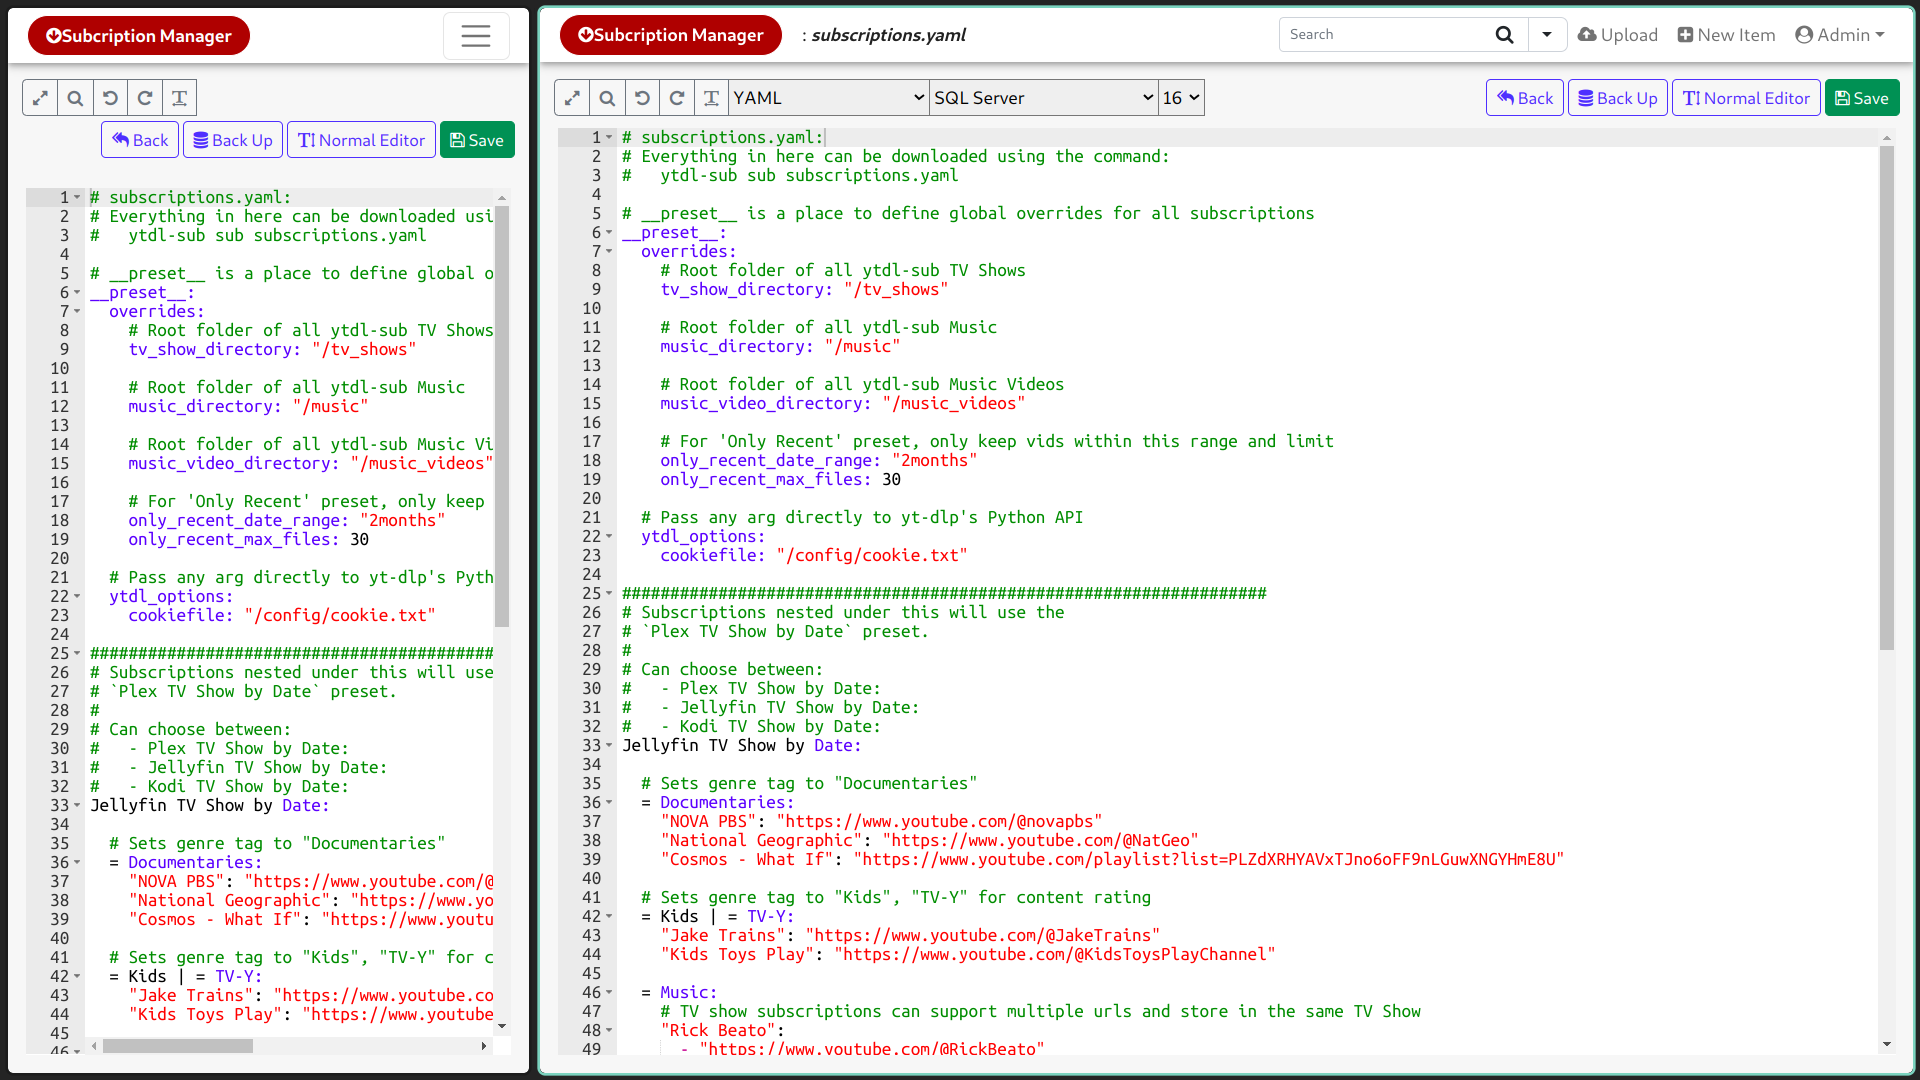 Subcription Manager
Back
Back Up
Normal Editor
Save
1 # subscriptions.yaml:
2 # Everything in here can be downloaded usi
3 #   ytdl-sub sub subscriptions.yaml
4
5 # __preset__ is a place to define global o
6 __preset__:
7   overrides:
8     # Root folder of all ytdl-sub TV Shows
9     tv_show_directory: "/tv_shows"
10
11     # Root folder of all ytdl-sub Music
12     music_directory: "/music"
13
14     # Root folder of all ytdl-sub Music Vi
15     music_video_directory: "/music_videos"
16
17     # For 'Only Recent' preset, only keep
18     only_recent_date_range: "2months"
19     only_recent_max_files: 30
20
21   # Pass any arg directly to yt-dlp's Pyth
22   ytdl_options:
23     cookiefile: "/config/cookie.txt"
24
25 ##########################################
26 # Subscriptions nested under this will use
27 # `Plex TV Show by Date` preset.
28 #
29 # Can choose between:
30 #   - Plex TV Show by Date:
31 #   - Jellyfin TV Show by Date:
32 #   - Kodi TV Show by Date:
33 Jellyfin TV Show by Date:
34
35   # Sets genre tag to "Documentaries"
36   = Documentaries:
37     "NOVA PBS": "https://www.youtube.com/@
38     "National Geographic": "https://www.yo
39     "Cosmos - What If": "https://www.youtu
40
41   # Sets genre tag to "Kids", "TV-Y" for c
42   = Kids | = TV-Y:
43     "Jake Trains": "https://www.youtube.co
44     "Kids Toys Play": "https://www.youtube
45
46
Subcription Manager : subscriptions.yaml Search Upload New Item Admin
YAML SQL Server 16 Back Back Up Normal Editor Save
1 # subscriptions.yaml:
2 # Everything in here can be downloaded using the command:
3 #   ytdl-sub sub subscriptions.yaml
4
5 # __preset__ is a place to define global overrides for all subscriptions
6 __preset__:
7   overrides:
8     # Root folder of all ytdl-sub TV Shows
9     tv_show_directory: "/tv_shows"
10
11     # Root folder of all ytdl-sub Music
12     music_directory: "/music"
13
14     # Root folder of all ytdl-sub Music Videos
15     music_video_directory: "/music_videos"
16
17     # For 'Only Recent' preset, only keep vids within this range and limit
18     only_recent_date_range: "2months"
19     only_recent_max_files: 30
20
21   # Pass any arg directly to yt-dlp's Python API
22   ytdl_options:
23     cookiefile: "/config/cookie.txt"
24
25 ###################################################################
26 # Subscriptions nested under this will use the
27 # `Plex TV Show by Date` preset.
28 #
29 # Can choose between:
30 #   - Plex TV Show by Date:
31 #   - Jellyfin TV Show by Date:
32 #   - Kodi TV Show by Date:
33 Jellyfin TV Show by Date:
34
35   # Sets genre tag to "Documentaries"
36   = Documentaries:
37     "NOVA PBS": "https://www.youtube.com/@novapbs"
38     "National Geographic": "https://www.youtube.com/@NatGeo"
39     "Cosmos - What If": "https://www.youtube.com/playlist?list=PLZdXRHYAVxTJno6oFF9nLGuwXNGYHmE8U"
40
41   # Sets genre tag to "Kids", "TV-Y" for content rating
42   = Kids | = TV-Y:
43     "Jake Trains": "https://www.youtube.com/@JakeTrains"
44     "Kids Toys Play": "https://www.youtube.com/@KidsToysPlayChannel"
45
46   = Music:
47     # TV show subscriptions can support multiple urls and store in the same TV Show
48     "Rick Beato":
49       - "https://www.youtube.com/@RickBeato"